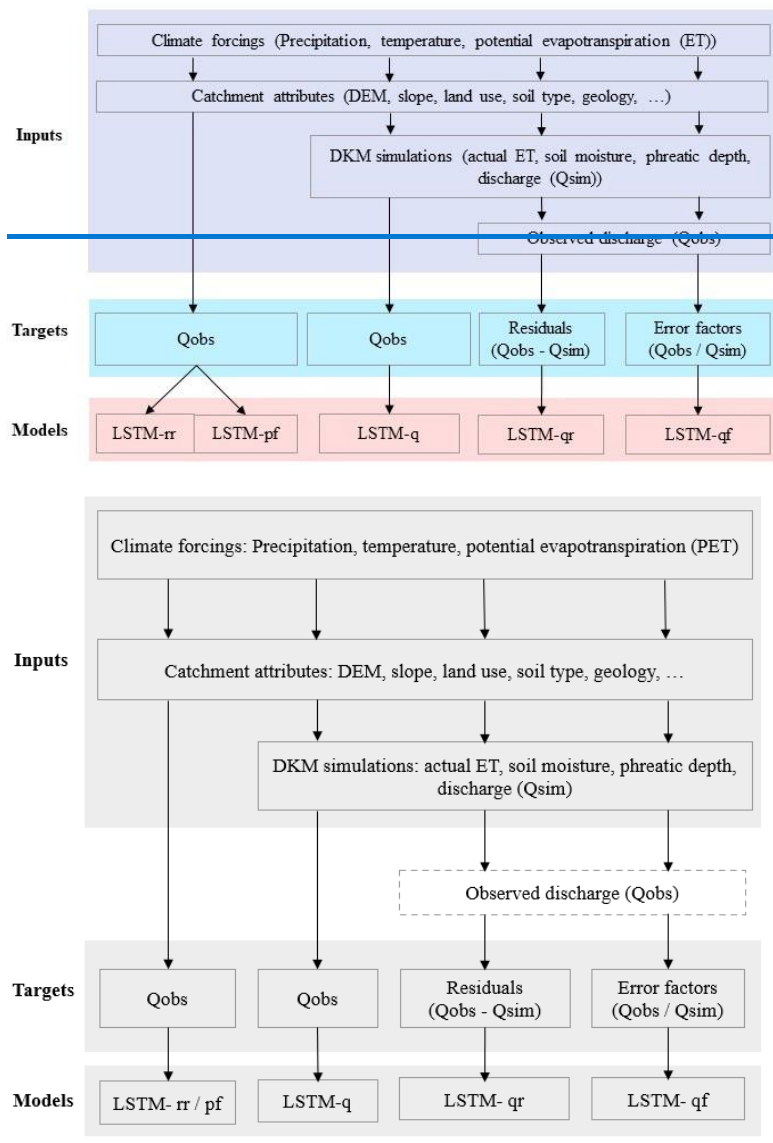 Climate forcings (Precipitation, temperature, potential evapotranspiration (ET))
Catchment attributes (DEM, slope, land use, soil type, geology, …)
Inputs
DKM simulations (actual ET, soil moisture, phreatic depth,
discharge (Qsim))
Observed discharge (Qobs)
Targets
Qobs
Qobs
Residuals
(Qobs - Qsim)
Error factors
(Qobs / Qsim)
Models
LSTM-rr
LSTM-pf
LSTM-q
LSTM-qr
LSTM-qf
Climate forcings: Precipitation, temperature, potential evapotranspiration (PET)
Inputs
Catchment attributes: DEM, slope, land use, soil type, geology, …
DKM simulations: actual ET, soil moisture, phreatic depth,
discharge (Qsim)
Observed discharge (Qobs)
Targets
Qobs
Qobs
Residuals
(Qobs - Qsim)
Error factors
(Qobs / Qsim)
Models
LSTM- rr / pf
LSTM-q
LSTM- qr
LSTM- qf